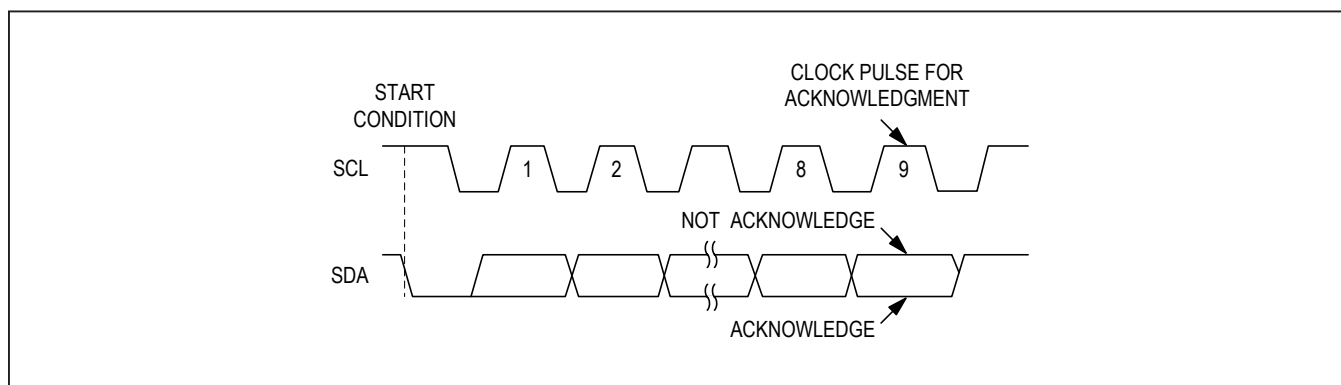 CLOCK PULSE FOR
ACKNOWLEDGMENT
START
CONDITION
SCL
1
2
8
9
NOT ACKNOWLEDGE
SDA
ACKNOWLEDGE